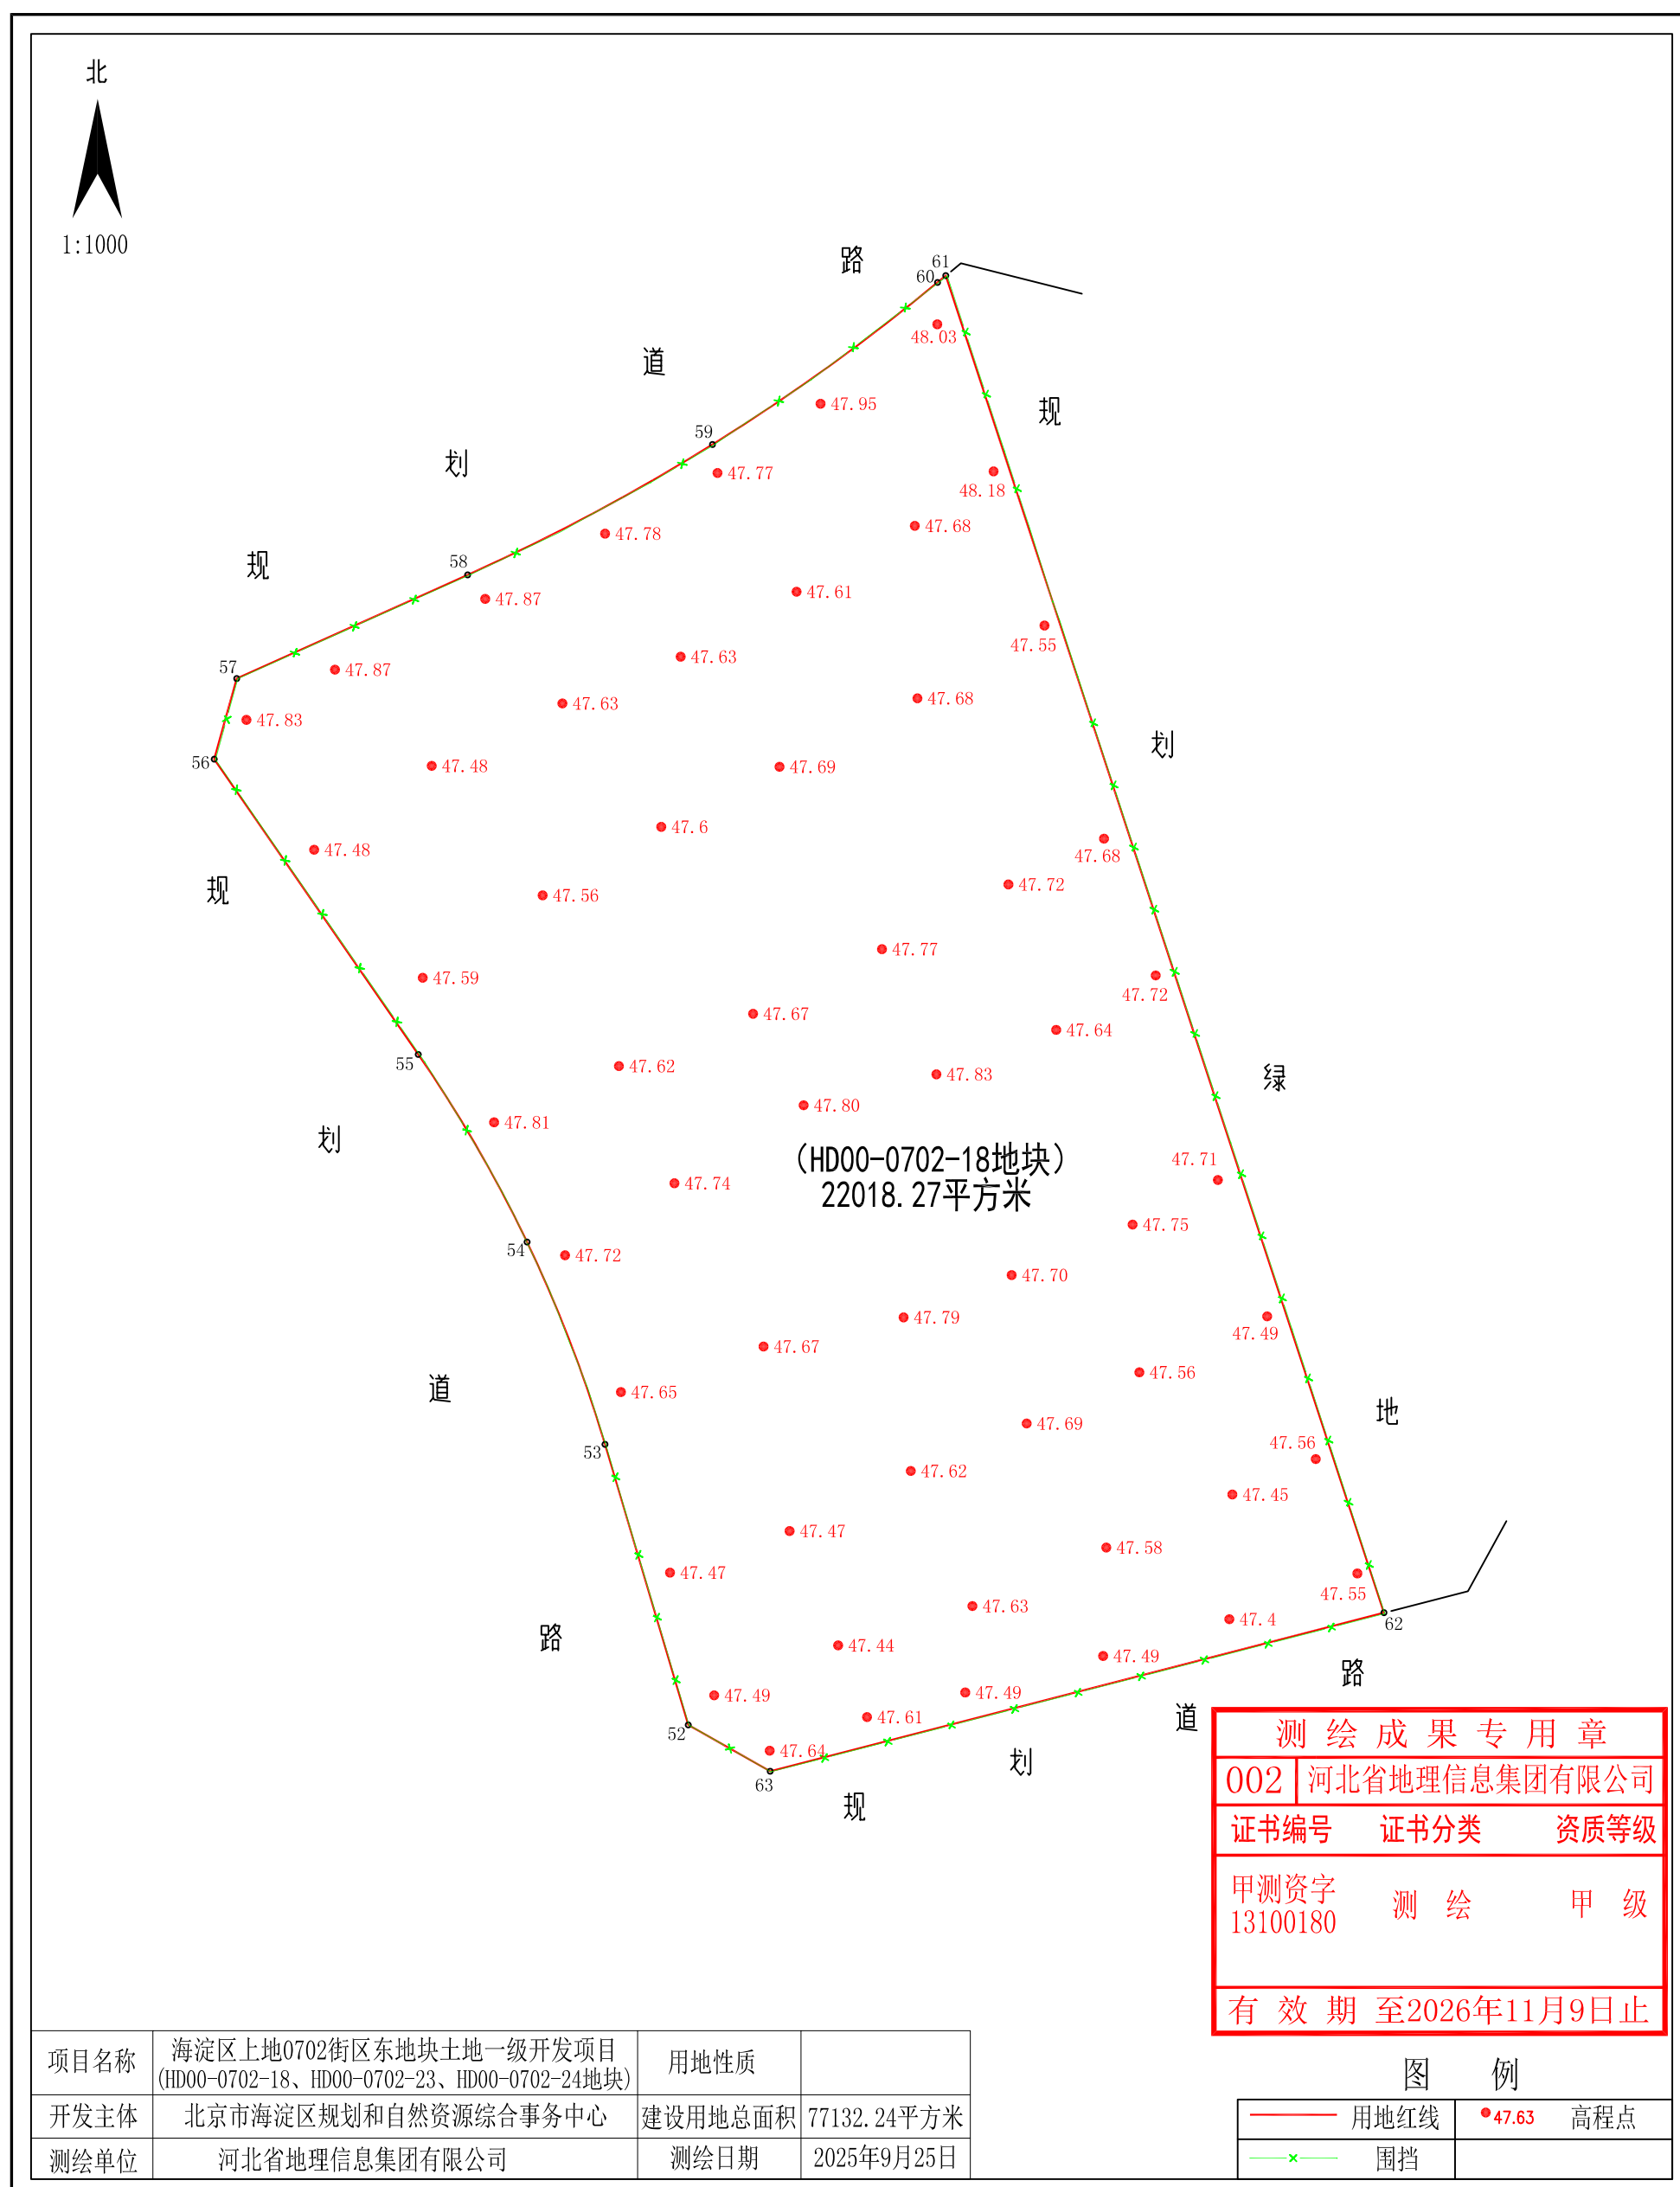 北
1:1000
路
61
60
48.03
道
47.95
规
59
划
47.77
48.18
47.68
47.78
58
规
47.87
47.61
47.55
57
47.87
47.63
47.63
47.68
47.83
划
56
47.48
47.69
47.6
47.68
47.48
规
47.56
47.72
47.77
47.59
47.72
47.67
47.64
55
47.62
47.83
绿
47.80
47.81
划
(HD00-0702-18地块)
47.71
47.74
22018.27平方米
47.75
54
47.72
47.70
47.79
47.49
47.67
47.56
道
47.65
地
47.69
53
47.56
47.62
47.45
47.47
47.58
47.47
47.55
47.63
47.4
62
路
47.44
47.49
路
47.49
47.49
47.61
道
52
47.64
划
63
规
测绘成果专用章
002 河北省地理信息集团有限公司
证书编号 证书分类 资质等级
甲测资字
13100180
测 绘
甲 级
有 效 期 至2026年11月9日止
项目名称
海淀区上地0702街区东地块土地一级开发项目
(HD00-0702-18、HD00-0702-23、HD00-0702-24地块)
用地性质
开发主体
北京市海淀区规划和自然资源综合事务中心
建设用地总面积
77132.24平方米
测绘单位
河北省地理信息集团有限公司
测绘日期
2025年9月25日
图 例
用地红线
47.63 高程点
围挡